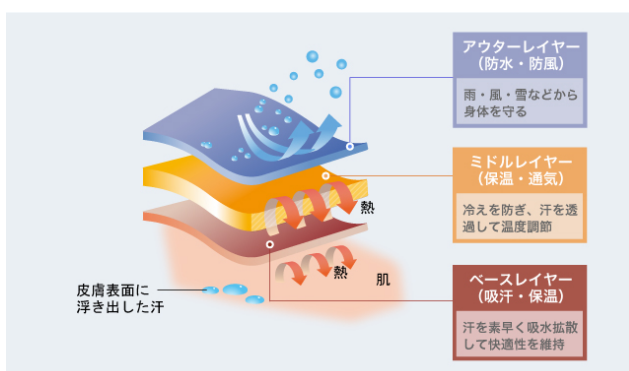 アウターレイヤー
（防水・防風）
雨・風・雪などから
身体を守る
ミドルレイヤー
（保温・通気）
冷えを防ぎ、汗を透
過して温度調節
熱
ベースレイヤー
（吸汗・保温）
汗を素早く吸水拡散
して快適性を維持
熱
肌
皮膚表面に
浮き出した汗